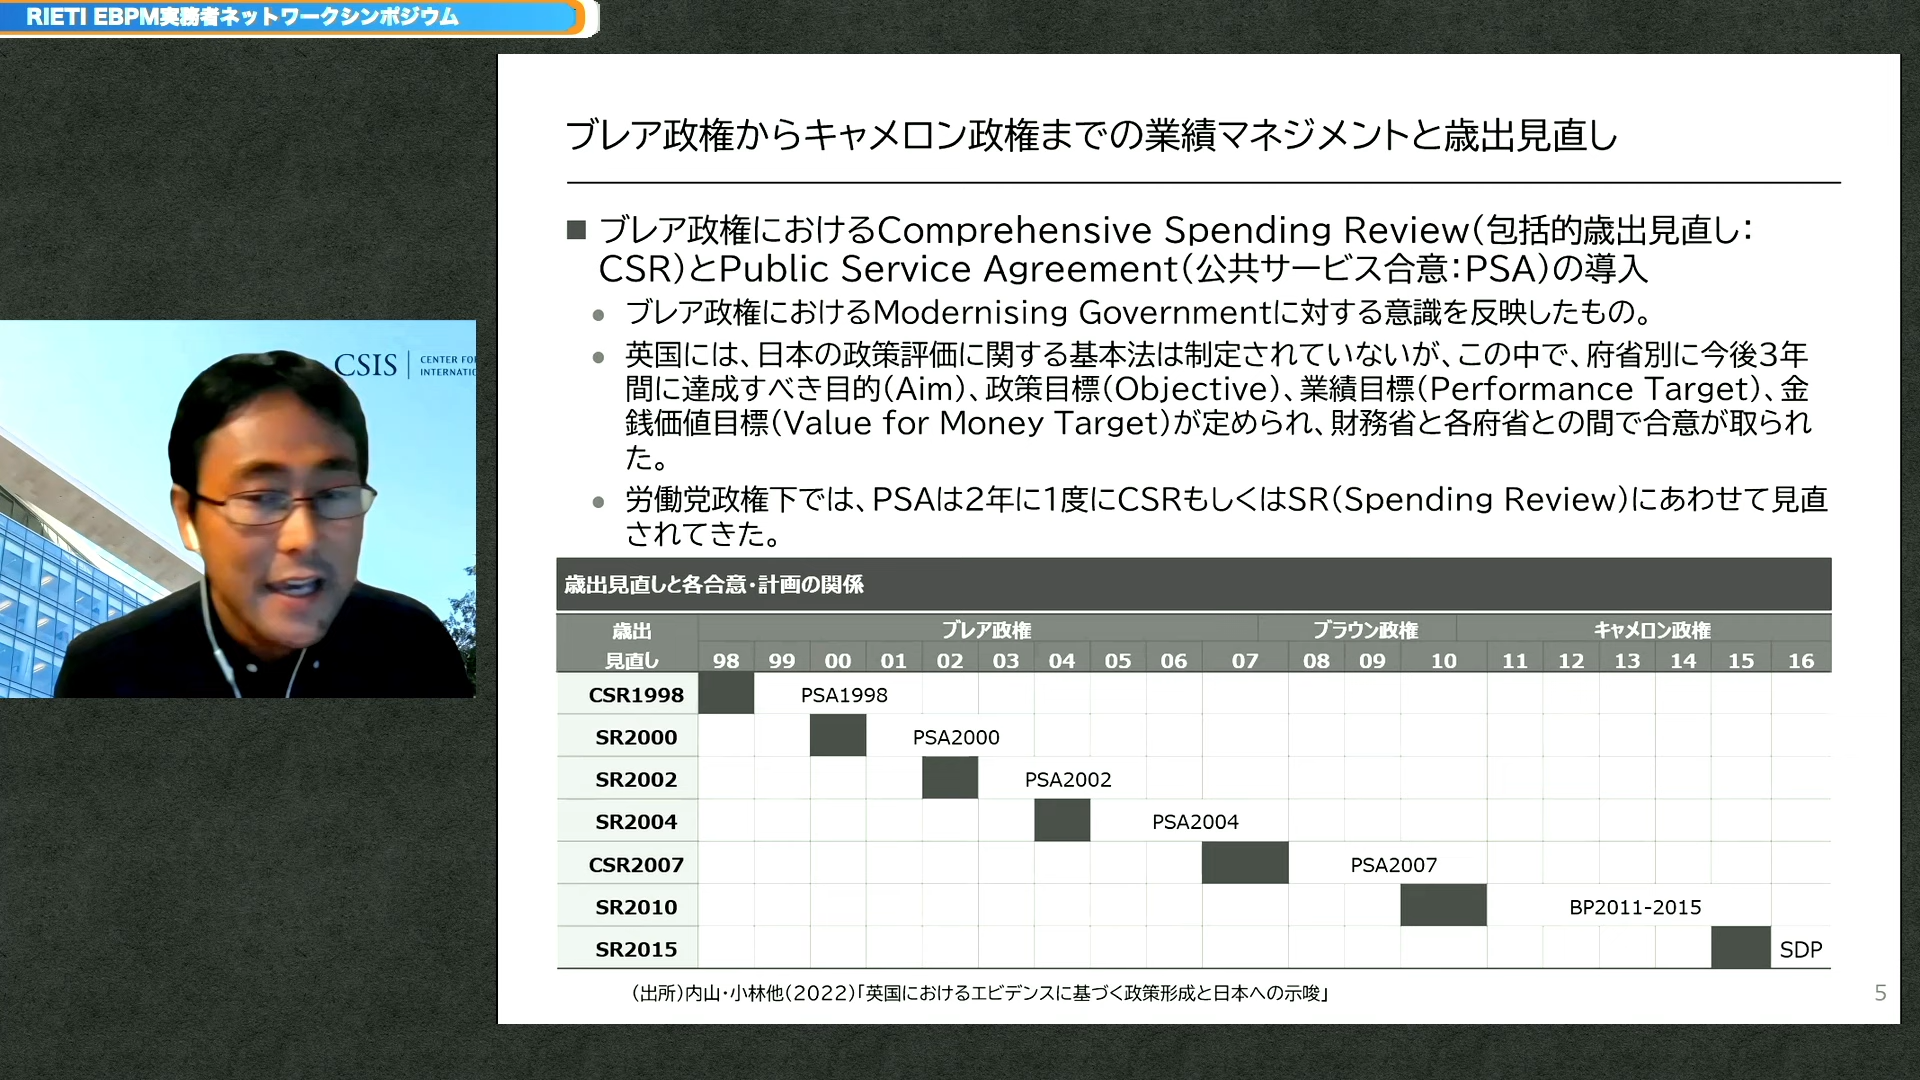 RIETI EBPM実務者ネットワークシンポジウム
ブレア政権からキャメロン政権までの業績マネジメントと歳出見直し
ブレア政権におけるComprehensive Spending Review(包括的歳出見直し:
CSR)とPublic Service Agreement(公共サービス合意:PSA)の導入
ブレア政権におけるModernising Governmentに対する意識を反映したもの。
英国には、日本の政策評価に関する基本法は制定されていないが、この中で、府省別に今後3年
間に達成すべき目的(Aim)、政策目標(Objective)、業績目標(Performance Target)、金
銭価値目標(Value for Money Target)が定められ、財務省と各府省との間で合意が取られ
た。
労働党政権下では、PSAは2年に1度にCSRもしくはSR(Spending Review)にあわせて見直
されてきた。
CSIS
CENTER FO
INTERNATIO
歳出見直しと各合意・計画の関係
歳出 ブレア政権 ブラウン政権 キャメロン政権
見直し 98 99 00 01 02 03 04 05 06 07 08 09 10 11 12 13 14 15 16
CSR1998 PSA1998
SR2000 PSA2000
SR2002 PSA2002
SR2004 PSA2004
CSR2007 PSA2007
SR2010 BP2011-2015
SR2015 SDP
(出所)内山・小林他(2022)「英国におけるエビデンスに基づく政策形成と日本への示唆」
5